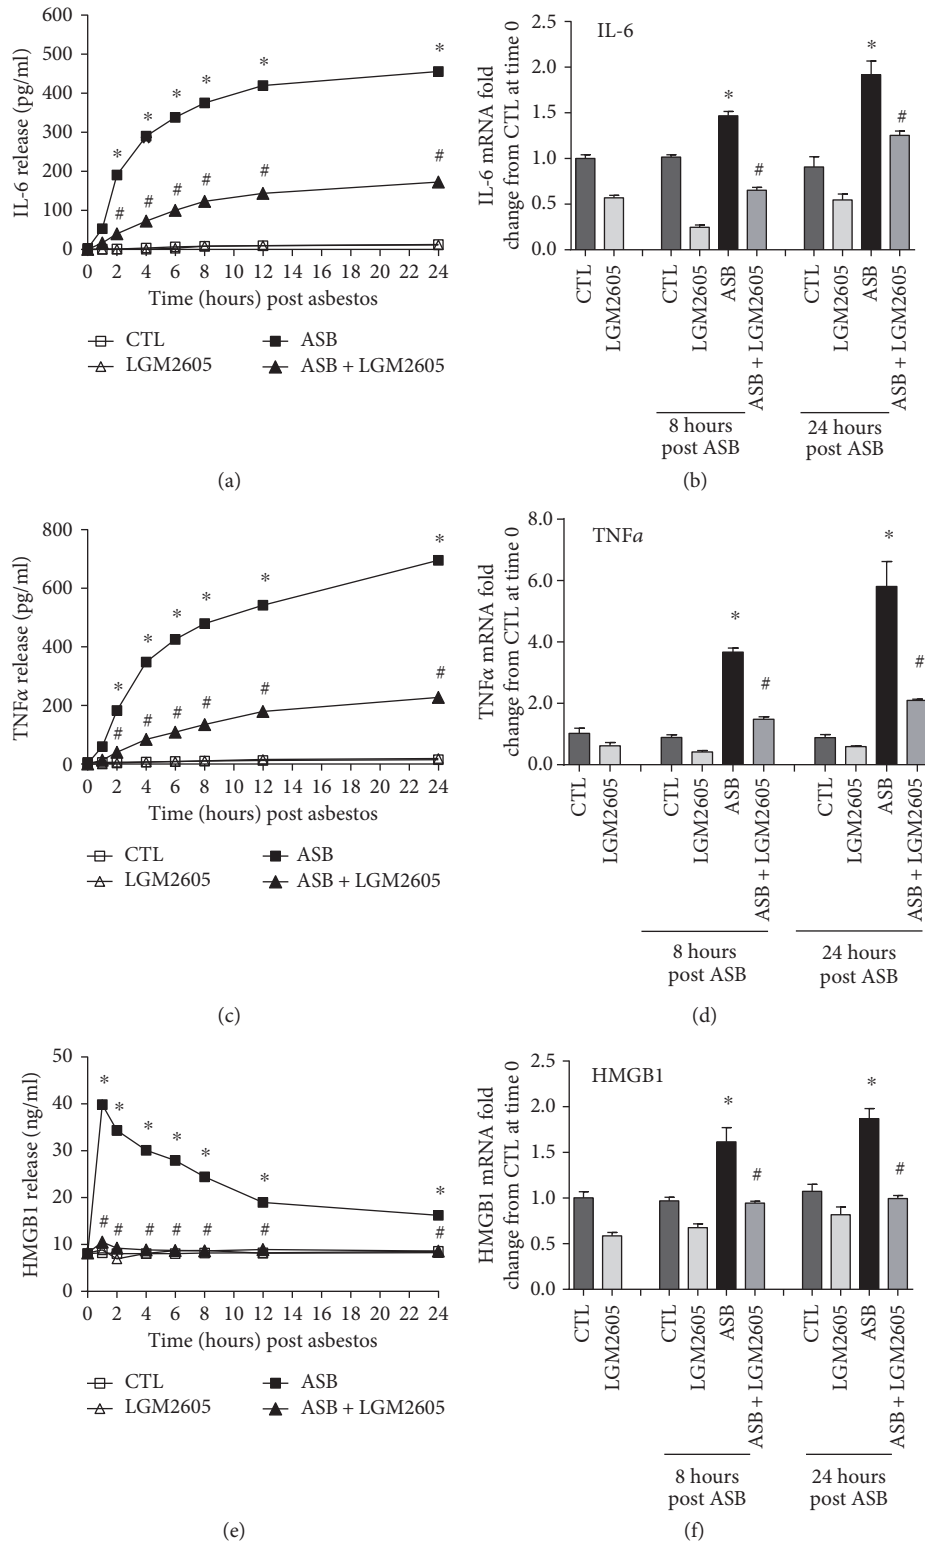 600
500
400
300
200
100
0
IL-6 release (pg/ml)
* * * * * * *
# # # # # #
0 2 4 6 8 10 12 14 16 18 20 22 24
Time (hours) post asbestos
CTL
ASB
LGM2605
ASB + LGM2605
(a)
IL-6
2.5
2.0
1.5
1.0
0.5
0.0
IL-6 mRNA fold
change from CTL at time 0
* # * #
CTL
LGM2605
CTL
LGM2605
ASB
ASB + LGM2605
CTL
LGM2605
ASB
ASB + LGM2605
8 hours
post ASB
24 hours
post ASB
(b)
800
600
400
200
0
TNFα release (pg/ml)
* * * * * *
# # # # # #
0 2 4 6 8 10 12 14 16 18 20 22 24
Time (hours) post asbestos
CTL
ASB
LGM2605
ASB + LGM2605
(c)
TNFa
8.0
6.0
4.0
2.0
0.0
TNFα mRNA fold
change from CTL at time 0
* # * #
CTL
LGM2605
CTL
LGM2605
ASB
ASB + LGM2605
CTL
LGM2605
ASB
ASB + LGM2605
8 hours
post ASB
24 hours
post ASB
(d)
50
40
30
20
10
0
HMGB1 release (ng/ml)
* * * * * * *
# # # # # # #
0 2 4 6 8 10 12 14 16 18 20 22 24
Time (hours) post asbestos
CTL
ASB
LGM2605
ASB + LGM2605
(e)
HMGB1
2.5
2.0
1.5
1.0
0.5
0.0
HMGB1 mRNA fold
change from CTL at time 0
* # * #
CTL
LGM2605
CTL
LGM2605
ASB
ASB + LGM2605
CTL
LGM2605
ASB
ASB + LGM2605
8 hours
post ASB
24 hours
post ASB
(f)